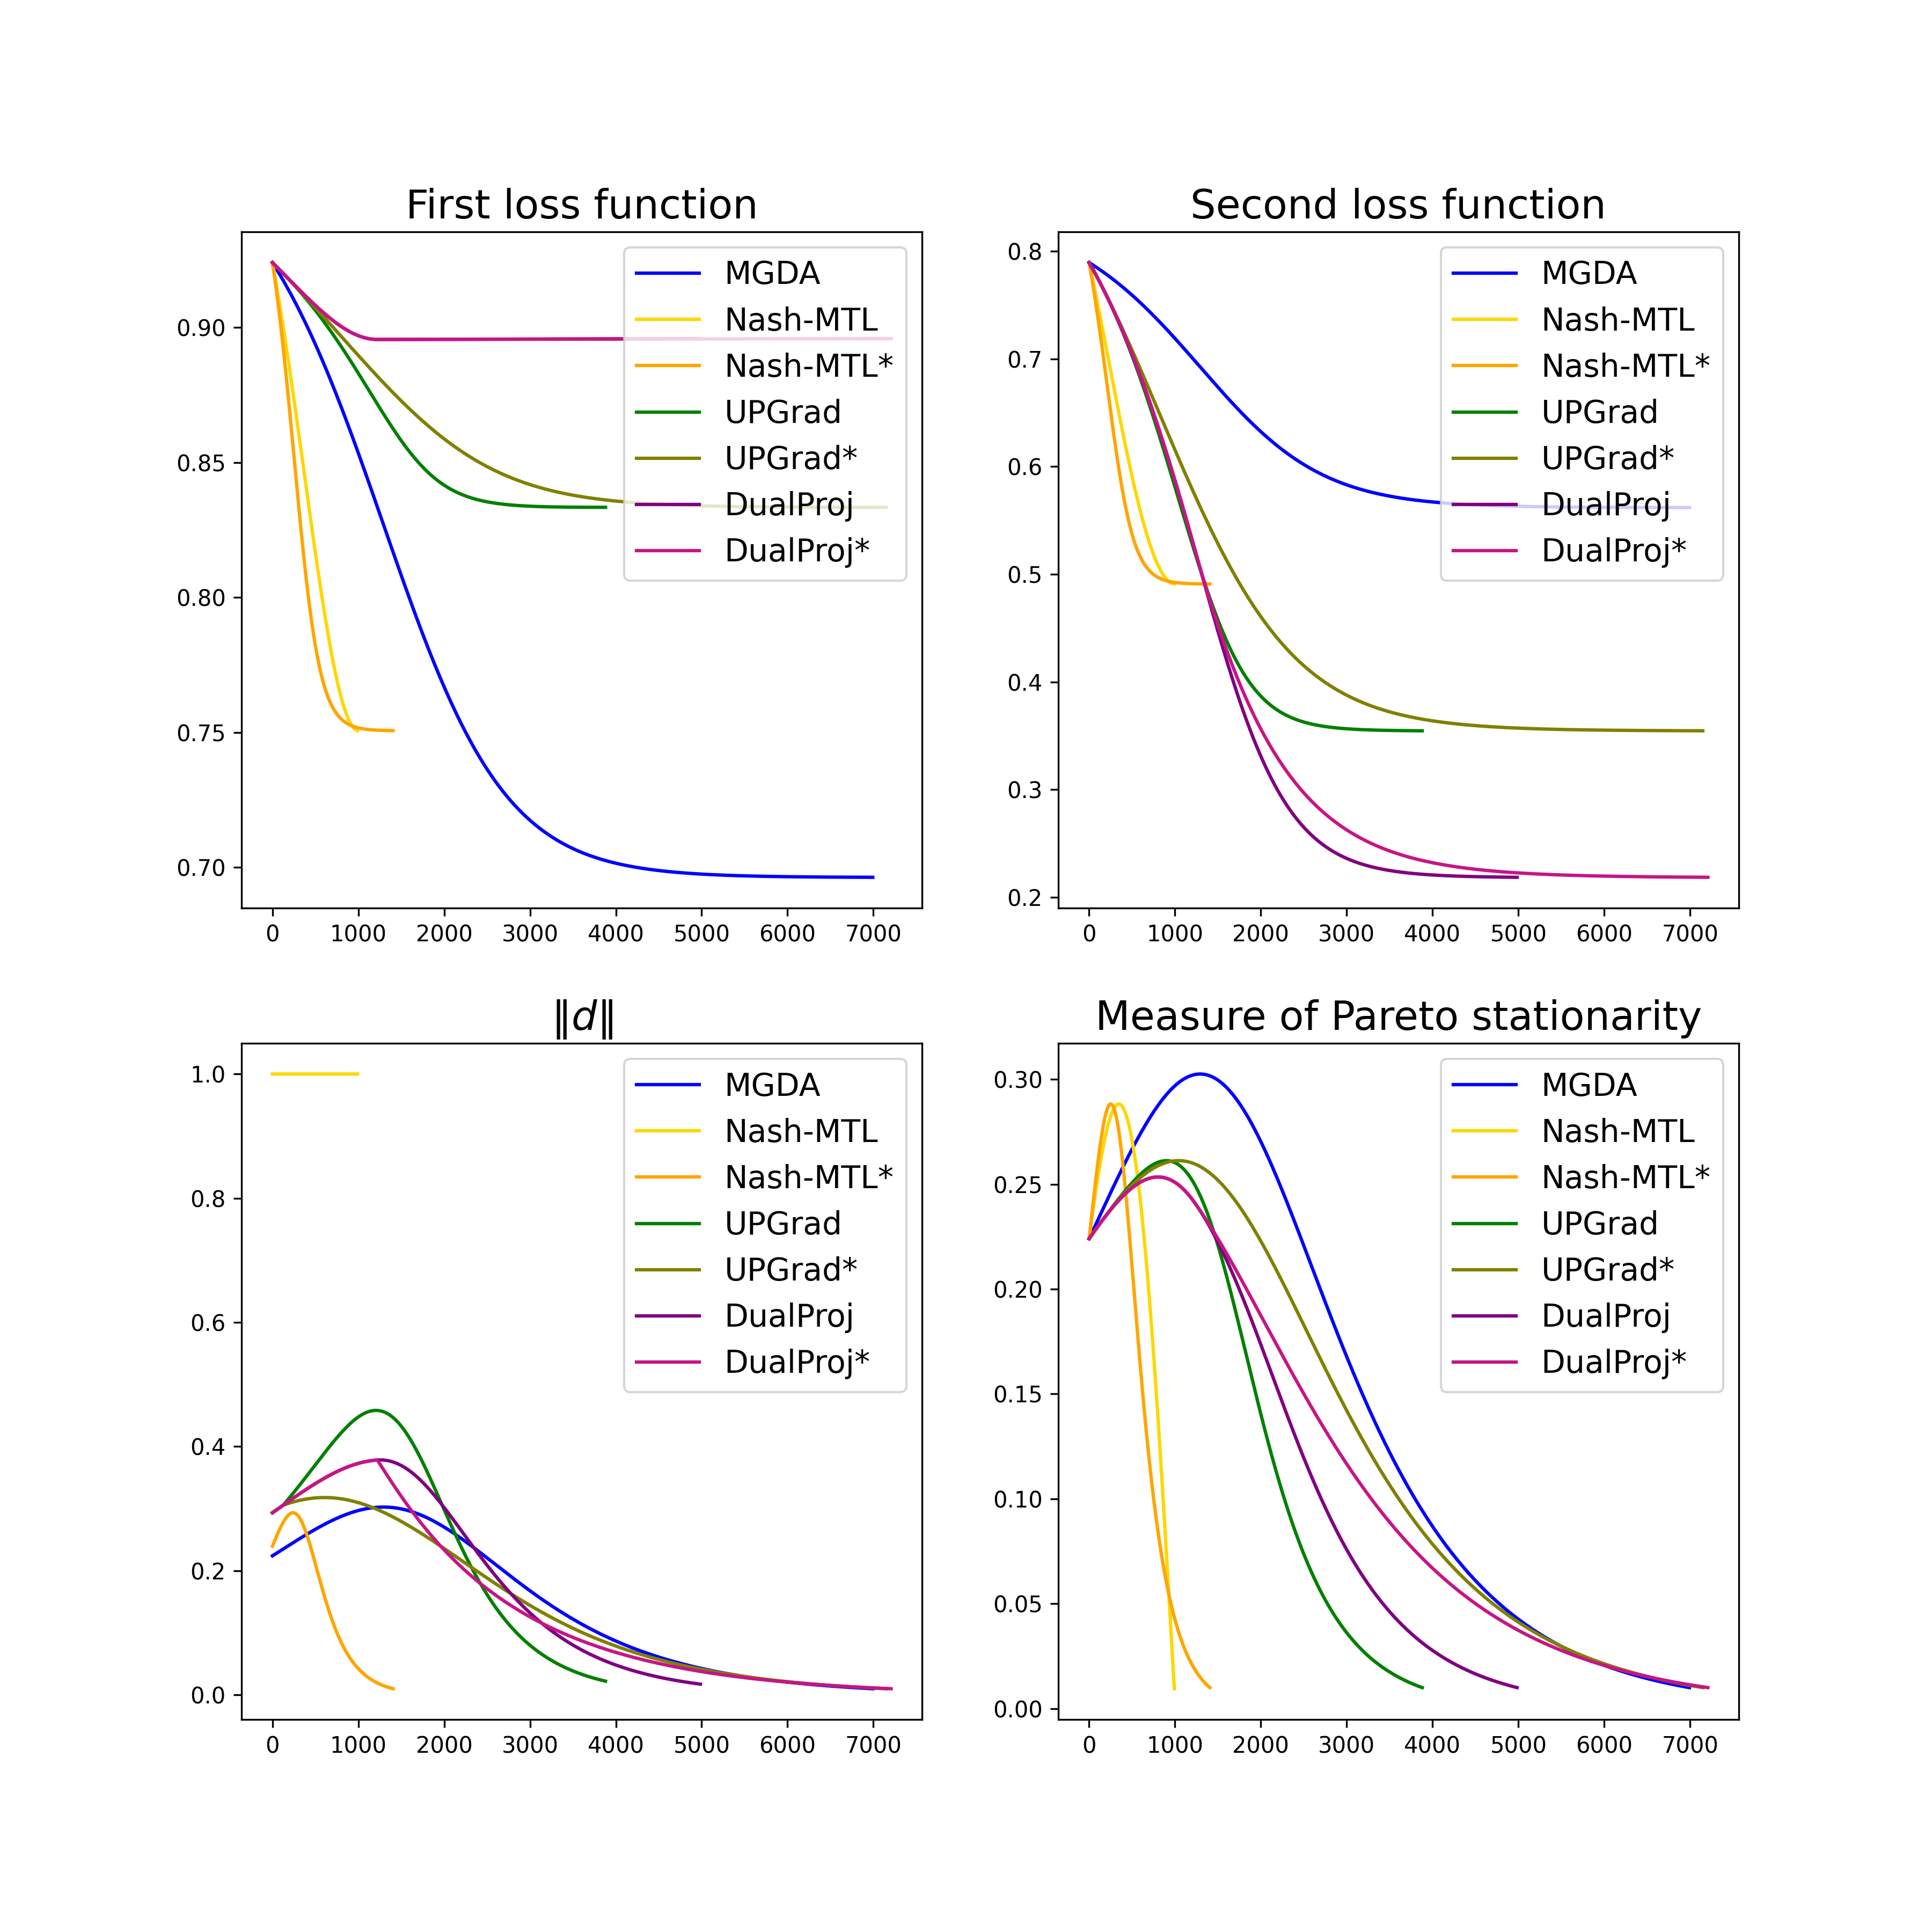 First loss function
0.90
0.85
0.80
0.75
0.70
0 1000 2000 3000 4000 5000 6000 7000
MGDA
Nash-MTL
Nash-MTL*
UPGrad
UPGrad*
DualProj
DualProj*
Second loss function
0.8
0.7
0.6
0.5
0.4
0.3
0.2
0 1000 2000 3000 4000 5000 6000 7000
MGDA
Nash-MTL
Nash-MTL*
UPGrad
UPGrad*
DualProj
DualProj*
‖d‖
1.0
0.8
0.6
0.4
0.2
0.0
0 1000 2000 3000 4000 5000 6000 7000
MGDA
Nash-MTL
Nash-MTL*
UPGrad
UPGrad*
DualProj
DualProj*
Measure of Pareto stationarity
0.30
0.25
0.20
0.15
0.10
0.05
0.00
0 1000 2000 3000 4000 5000 6000 7000
MGDA
Nash-MTL
Nash-MTL*
UPGrad
UPGrad*
DualProj
DualProj*